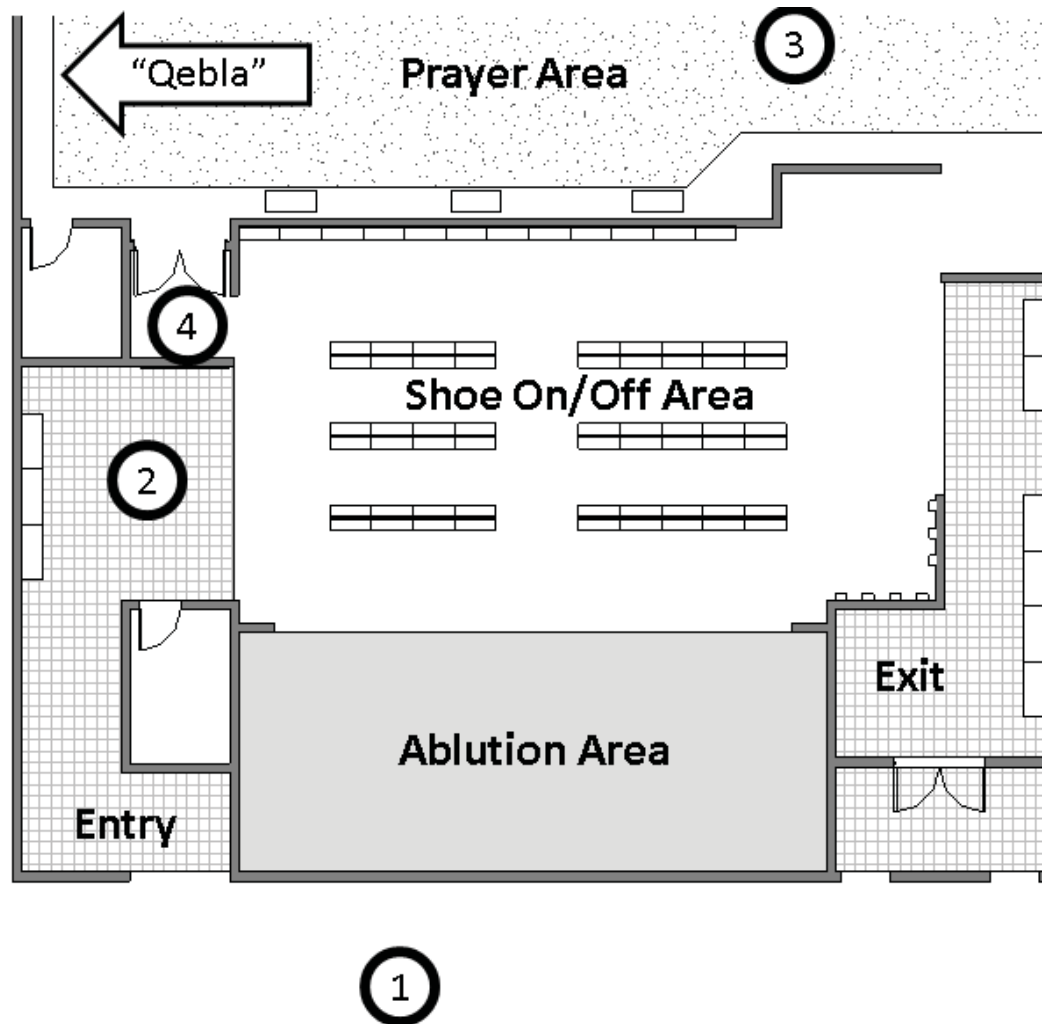 3
“Qebla”
Prayer Area
4
Shoe On/Off Area
2
Exit
Ablution Area
Entry
1